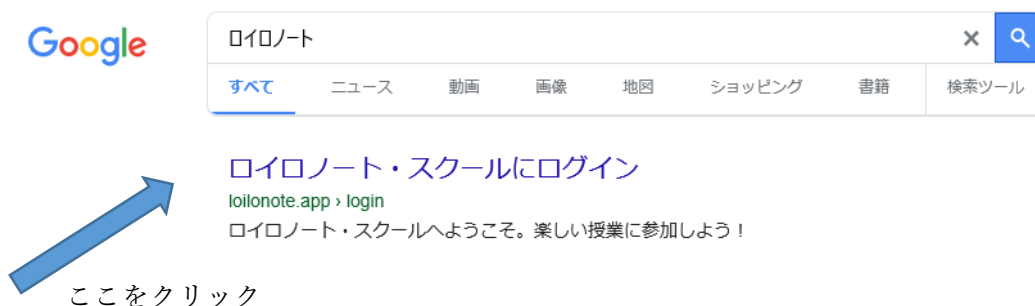 Google
ロイロノート
すべて ニュース 動画 画像 地図 ショッピング 書籍 検索ツール
ロイロノート・スクールにログイン
loilonote.app › login
ロイロノート・スクールへようこそ。楽しい授業に参加しよう！
ここをクリック